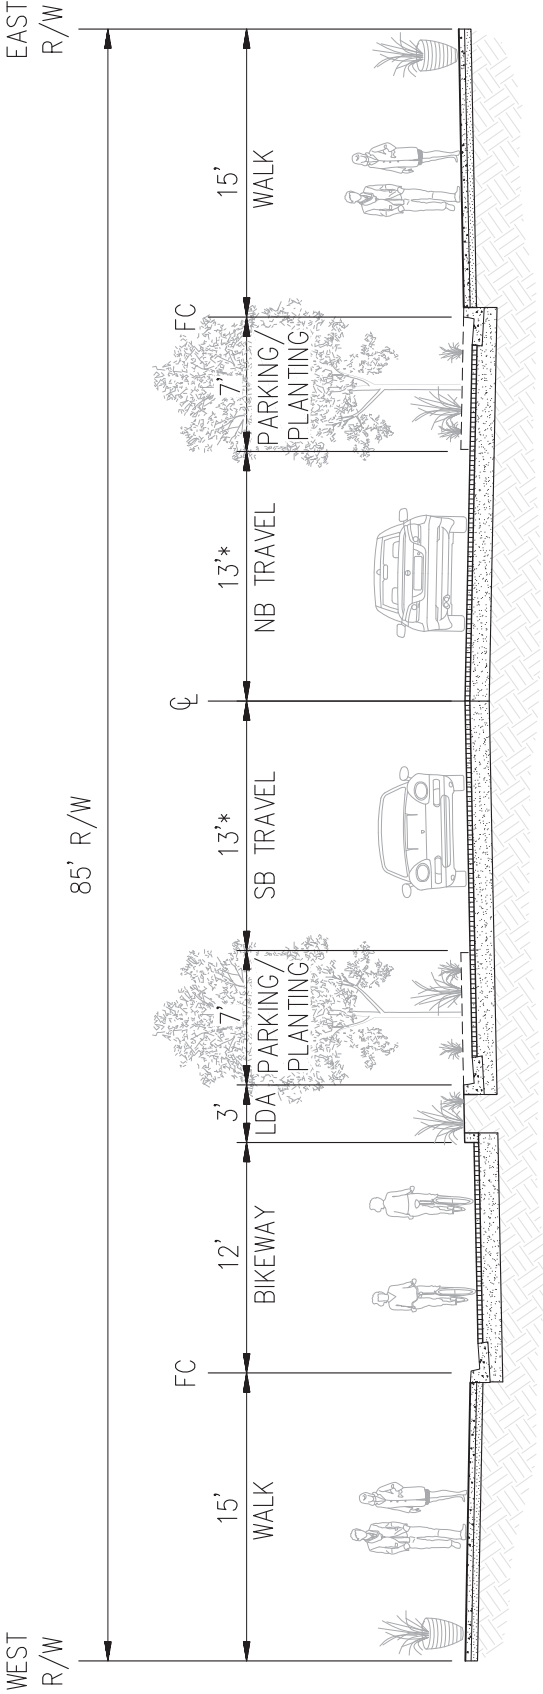 WEST
R/W
EAST
R/W
85' R/W
FC
℄
FC
15'
WALK
12'
BIKEWAY
3'
LDA
7'
PARKING/
PLANTING
13'*
SB TRAVEL
13'*
NB TRAVEL
7'
PARKING/
PLANTING
15'
WALK